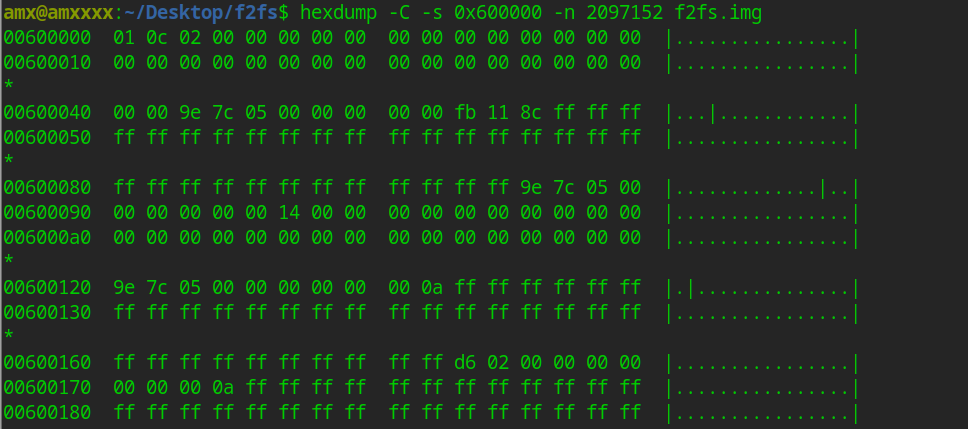 amx@amxxxx:~/Desktop/f2fs$ hexdump -C -s 0x600000 -n 2097152 f2fs.img
00600000  01 0c 02 00 00 00 00 00  00 00 00 00 00 00 00 00  |................|
00600010  00 00 00 00 00 00 00 00  00 00 00 00 00 00 00 00  |................|
*
00600040  00 00 9e 7c 05 00 00 00  00 00 fb 11 8c ff ff ff  |...|............|
00600050  ff ff ff ff ff ff ff ff  ff ff ff ff ff ff ff ff  |................|
*
00600080  ff ff ff ff ff ff ff ff  ff ff ff ff 9e 7c 05 00  |.............|..|
00600090  00 00 00 00 00 14 00 00  00 00 00 00 00 00 00 00  |................|
006000a0  00 00 00 00 00 00 00 00  00 00 00 00 00 00 00 00  |................|
*
00600120  9e 7c 05 00 00 00 00 00  00 0a ff ff ff ff ff ff  |.|..............|
00600130  ff ff ff ff ff ff ff ff  ff ff ff ff ff ff ff ff  |................|
*
00600160  ff ff ff ff ff ff ff ff  ff ff d6 02 00 00 00 00  |................|
00600170  00 00 00 0a ff ff ff ff  ff ff ff ff ff ff ff ff  |................|
00600180  ff ff ff ff ff ff ff ff  ff ff ff ff ff ff ff ff  |................|